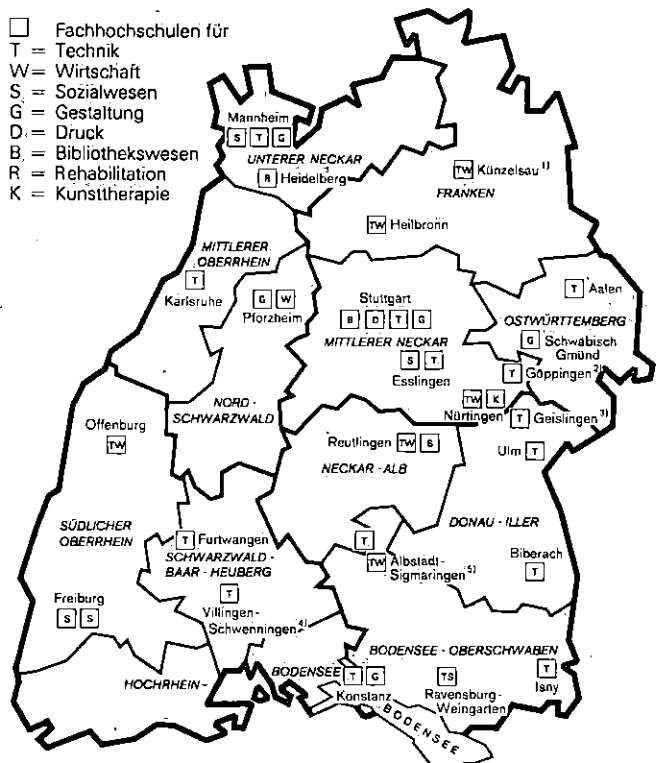 ☐ Fachhochschulen für
T = Technik
W = Wirtschaft
S = Sozialwesen
G = Gestaltung
D = Druck
B = Bibliothekswesen
R = Rehabilitation
K = Kunsttherapie
Mannheim
S T G
UNTERER NECKAR
R Heidelberg
TW Künzelsau 1)
FRANKEN
TW Heilbronn
MITTLERER
OBERRHEIN
T
Karlsruhe
G W
Pforzheim
Stuttgart
B D T G
MITTLERER NECKAR
S T
Esslingen
T Aalen
OSTWÜRTTEMBERG
G Schwäbisch
Gmünd
T Göppingen 2)
TW K
Nürtingen
T Geislingen 3)
NORD-
SCHWARZWALD
Offenburg
TW
Reutlingen TW S
NECKAR - ALB
Ulm T
SÜDLICHER
OBERRHEIN
T Furtwangen
SCHWARZWALD -
BAAR - HEUBERG
T
Villingen-
Schwenningen 4)
T
TW Albstadt-
Sigmaringen 5)
DONAU - ILLER
Biberach
T
Freiburg
S S
HOCHRHEIN -
BODENSEE
T G
Konstanz
BODENSEE - OBERSCHWABEN
TS
Ravensburg-
Weingarten
T
Isny
BODENSEE